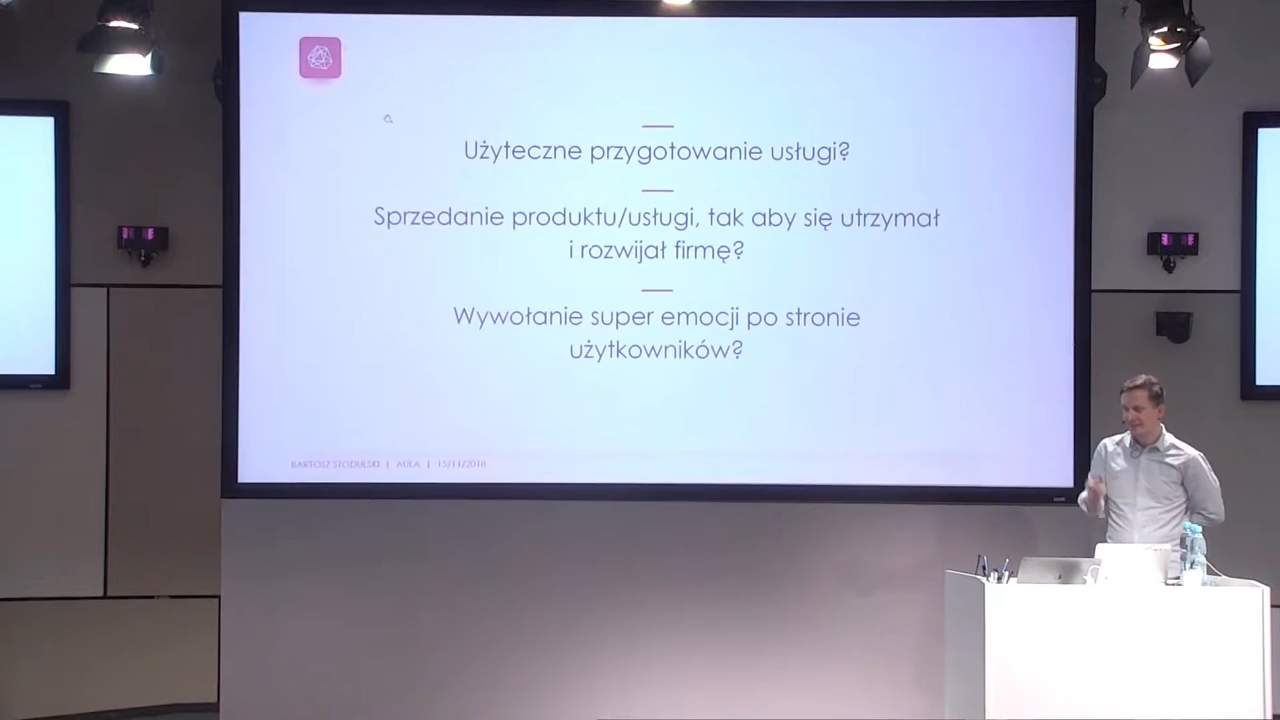 Użyteczne przygotowanie usługi?
Sprzedanie produktu/usługi, tak aby się utrzymał
i rozwijał firmę?
Wywołanie super emocji po stronie
użytkowników?
BARTOSZ STODULSKI | AULA | 15/11/2018